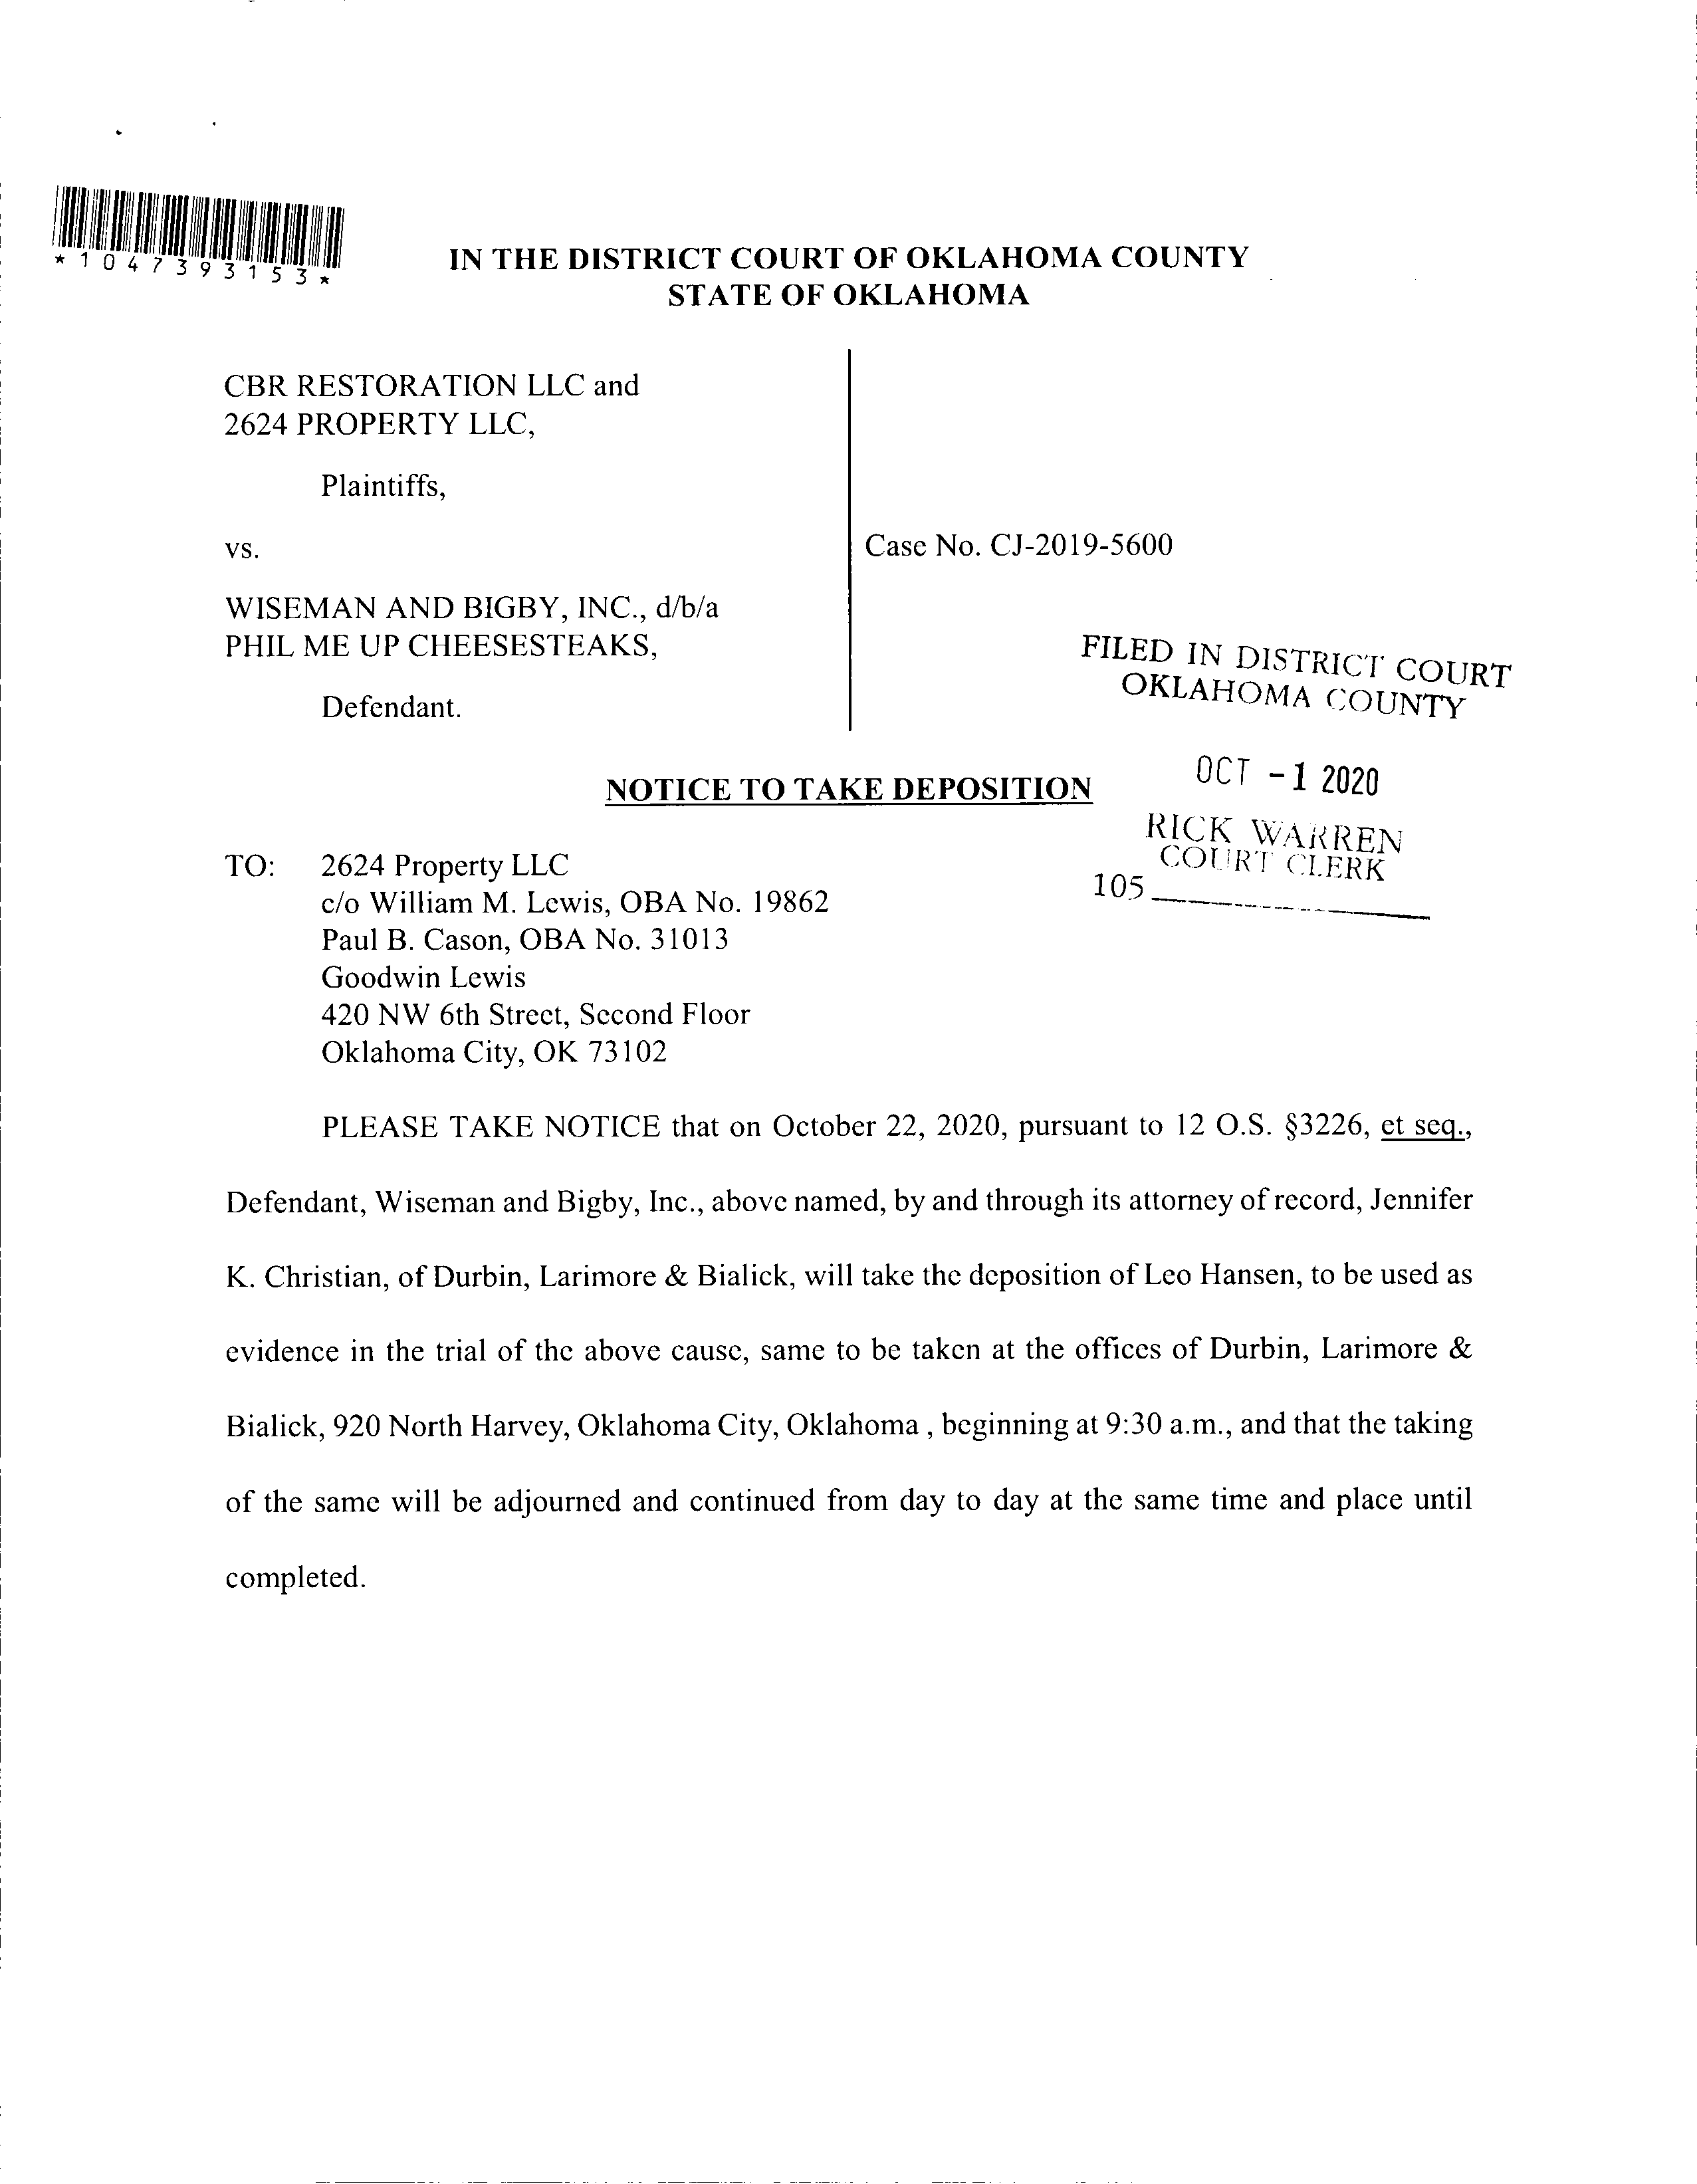 *1047393153*
IN THE DISTRICT COURT OF OKLAHOMA COUNTY
STATE OF OKLAHOMA
CBR RESTORATION LLC and
2624 PROPERTY LLC,
Plaintiffs,
vs.
Case No. CJ-2019-5600
WISEMAN AND BIGBY, INC., d/b/a
PHIL ME UP CHEESESTEAKS,
Defendant.
FILED IN DISTRICT COURT
OKLAHOMA COUNTY
OCT -1 2020
RICK WARREN
COURT CLERK
105
NOTICE TO TAKE DEPOSITION
TO: 2624 Property LLC
c/o William M. Lewis, OBA No. 19862
Paul B. Cason, OBA No. 31013
Goodwin Lewis
420 NW 6th Street, Second Floor
Oklahoma City, OK 73102
PLEASE TAKE NOTICE that on October 22, 2020, pursuant to 12 O.S. §3226, et seq.,
Defendant, Wiseman and Bigby, Inc., above named, by and through its attorney of record, Jennifer
K. Christian, of Durbin, Larimore & Bialick, will take the deposition of Leo Hansen, to be used as
evidence in the trial of the above cause, same to be taken at the offices of Durbin, Larimore &
Bialick, 920 North Harvey, Oklahoma City, Oklahoma , beginning at 9:30 a.m., and that the taking
of the same will be adjourned and continued from day to day at the same time and place until
completed.